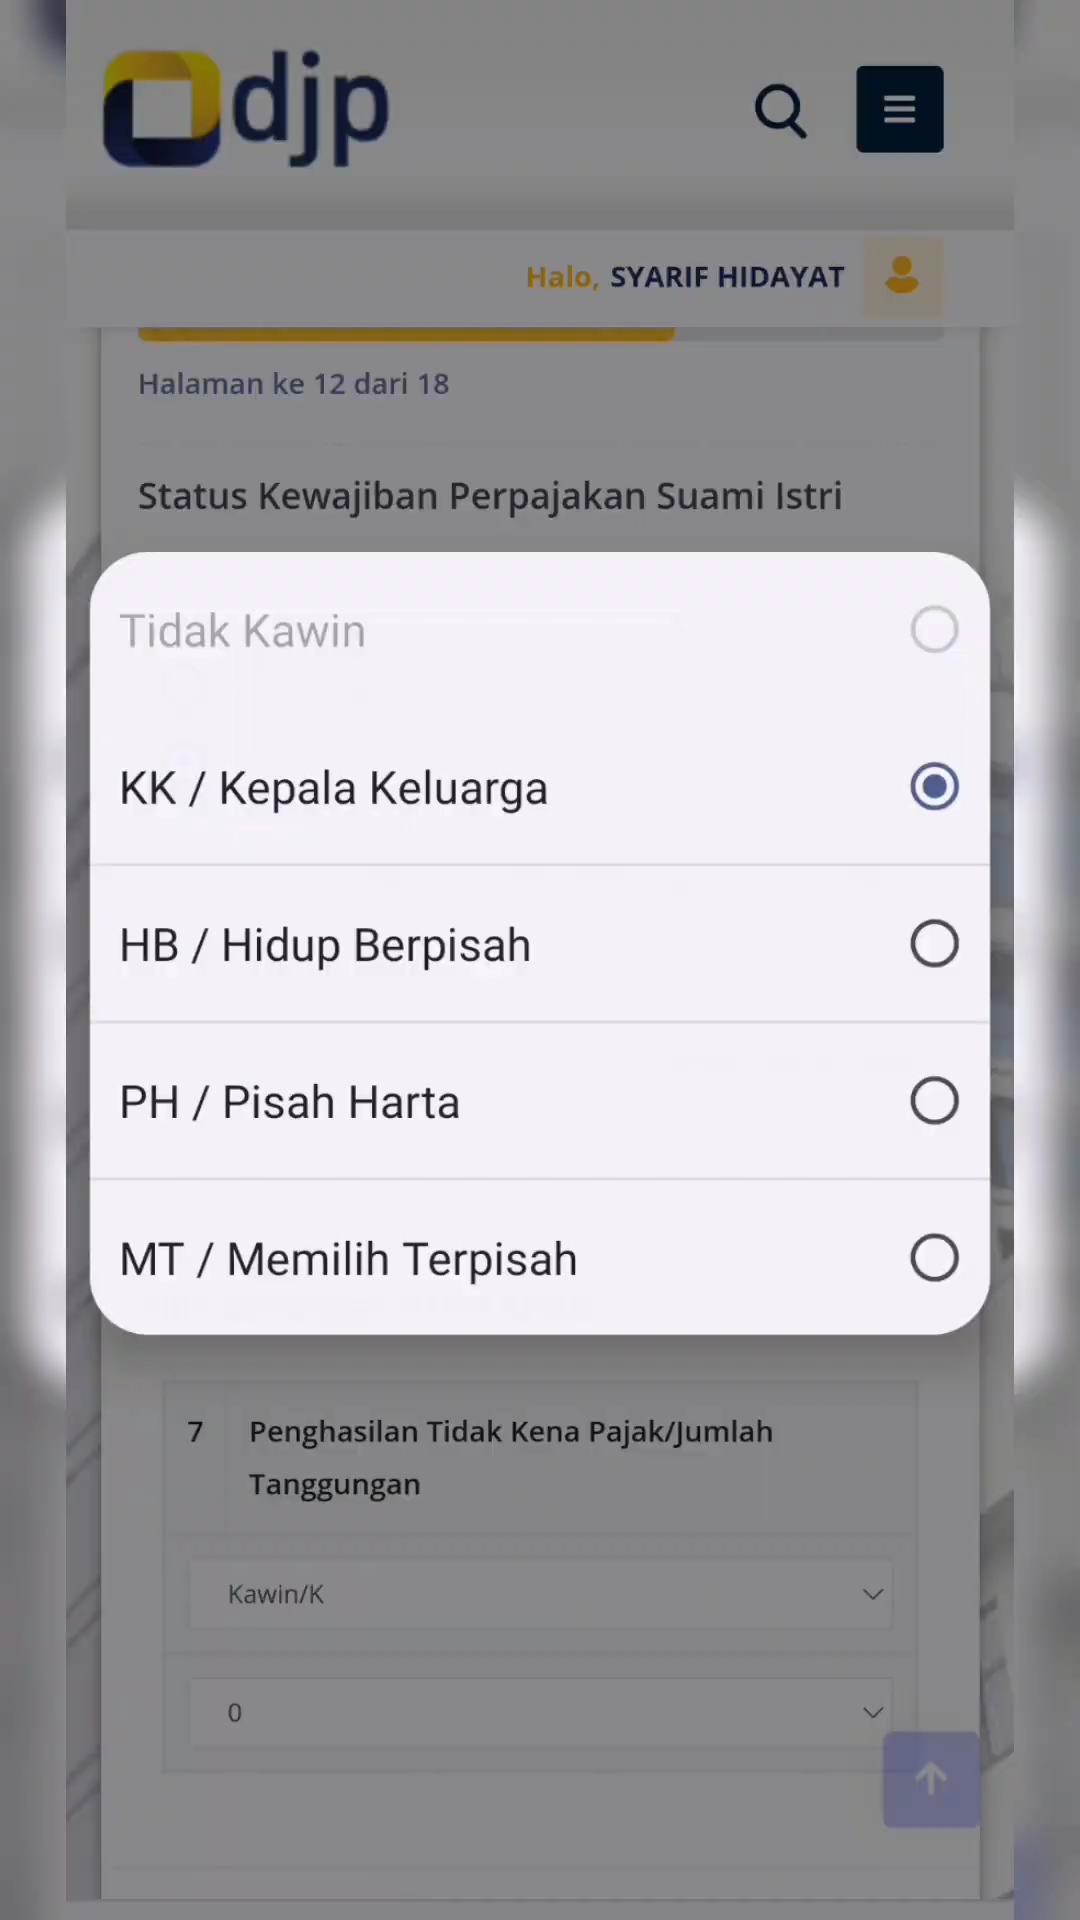 djp
Halo, SYARIF HIDAYAT
Halaman ke 12 dari 18
Status Kewajiban Perpajakan Suami Istri
Tidak Kawin
KK / Kepala Keluarga
HB / Hidup Berpisah
PH / Pisah Harta
MT / Memilih Terpisah
7 Penghasilan Tidak Kena Pajak/Jumlah
Tanggungan
Kawin/K
0